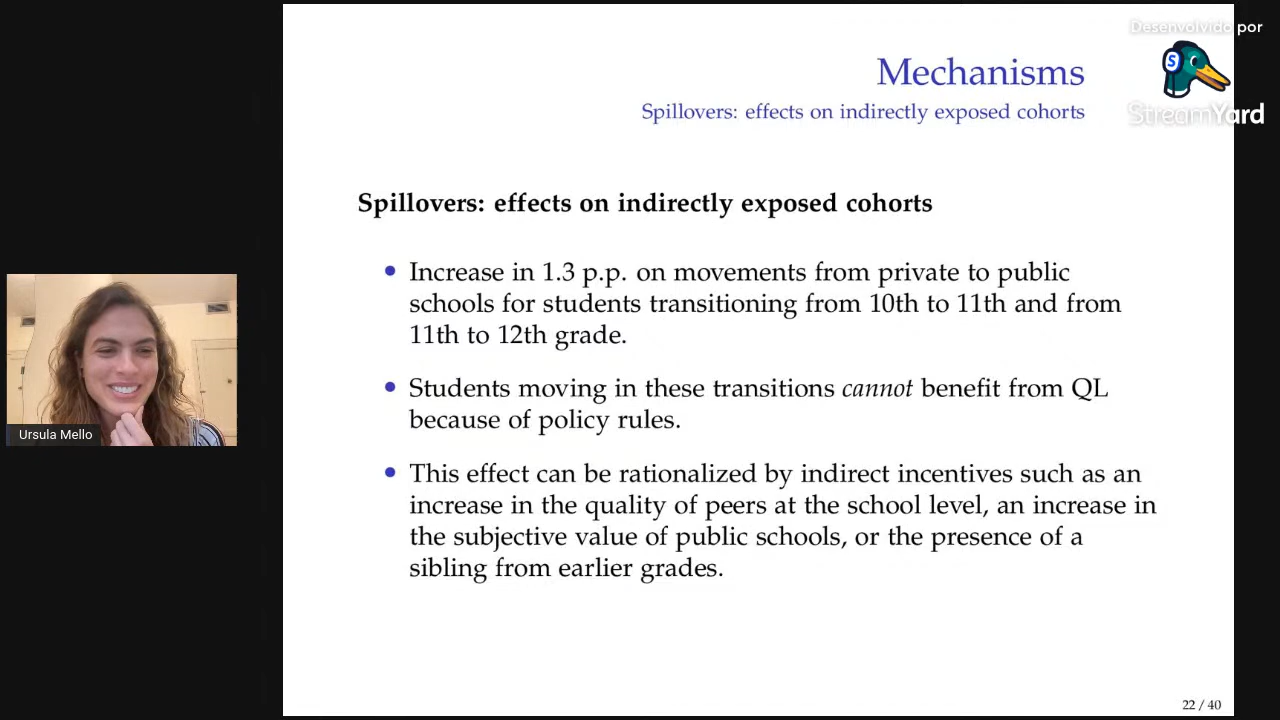 Desenvolvido por
StreamYard
Mechanisms
Spillovers: effects on indirectly exposed cohorts
Spillovers: effects on indirectly exposed cohorts
• Increase in 1.3 p.p. on movements from private to public
schools for students transitioning from 10th to 11th and from
11th to 12th grade.
• Students moving in these transitions cannot benefit from QL
because of policy rules.
• This effect can be rationalized by indirect incentives such as an
increase in the quality of peers at the school level, an increase in
the subjective value of public schools, or the presence of a
sibling from earlier grades.
Ursula Mello
22 / 40